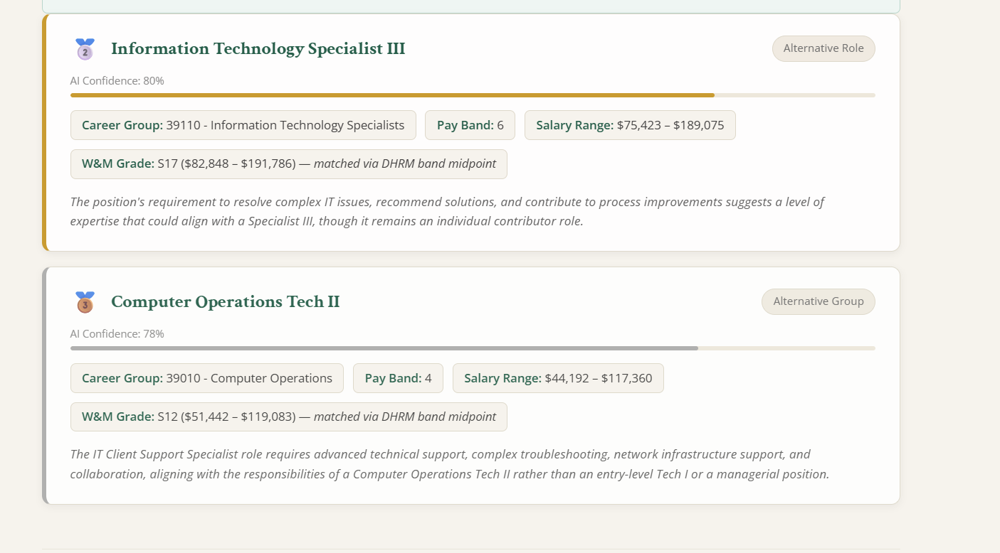 2
Information Technology Specialist III
Alternative Role
AI Confidence: 80%
Career Group: 39110 - Information Technology Specialists
Pay Band: 6
Salary Range: $75,423 – $189,075
W&M Grade: S17 ($82,848 – $191,786) — matched via DHRM band midpoint
The position's requirement to resolve complex IT issues, recommend solutions, and contribute to process improvements suggests a level of
expertise that could align with a Specialist III, though it remains an individual contributor role.
3
Computer Operations Tech II
Alternative Group
AI Confidence: 78%
Career Group: 39010 - Computer Operations
Pay Band: 4
Salary Range: $44,192 – $117,360
W&M Grade: S12 ($51,442 – $119,083) — matched via DHRM band midpoint
The IT Client Support Specialist role requires advanced technical support, complex troubleshooting, network infrastructure support, and
collaboration, aligning with the responsibilities of a Computer Operations Tech II rather than an entry-level Tech I or a managerial position.